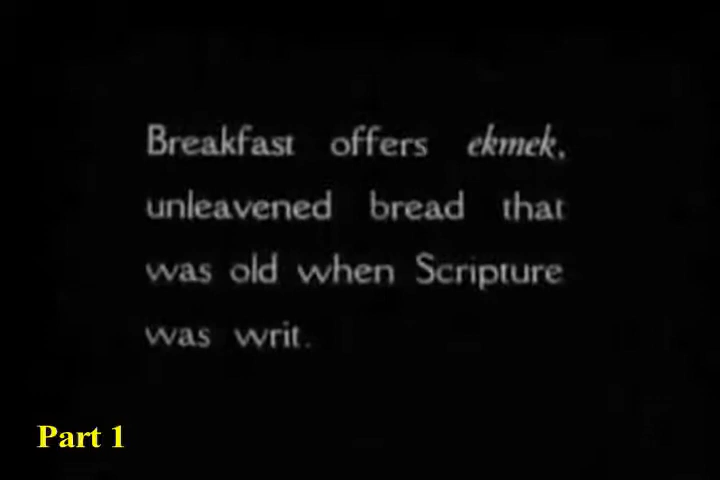 Breakfast offers ekmek,
unleavened bread that
was old when Scripture
was writ.
Part 1